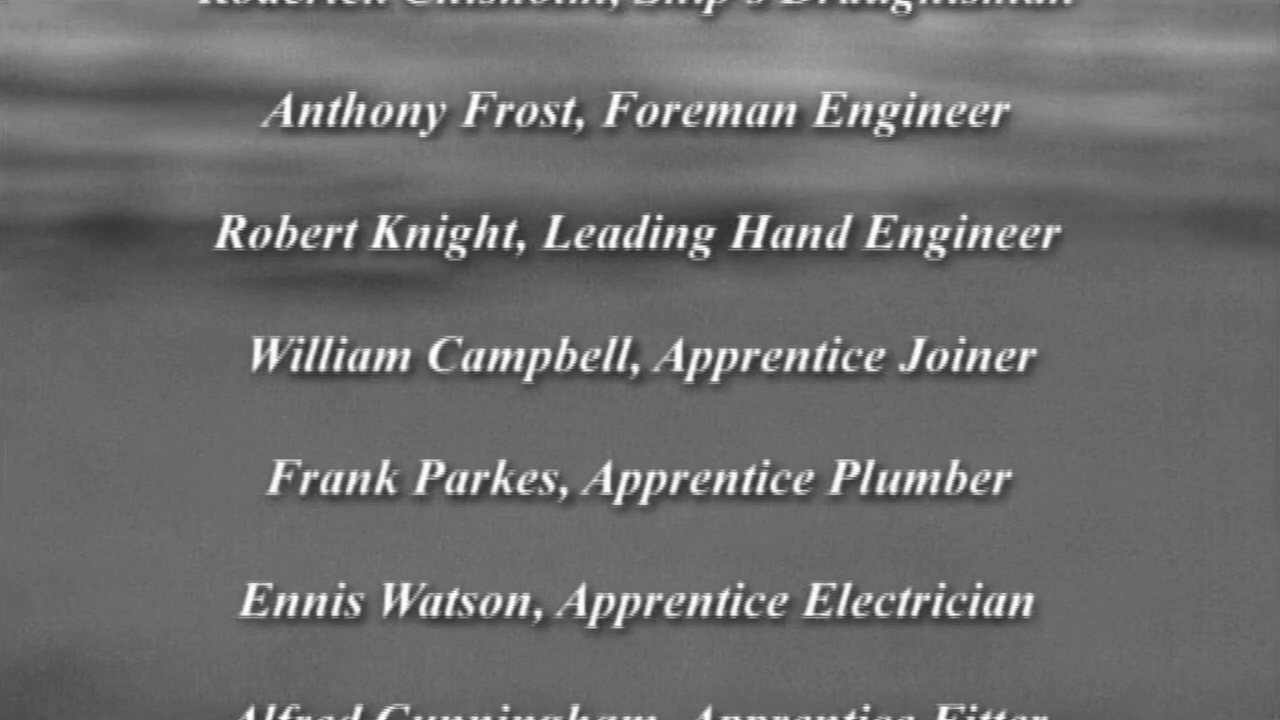 Roderick Chisholm, Ship's Draughtsman
Anthony Frost, Foreman Engineer
Robert Knight, Leading Hand Engineer
William Campbell, Apprentice Joiner
Frank Parkes, Apprentice Plumber
Ennis Watson, Apprentice Electrician
Alfred Cunningham, Apprentice Fitter